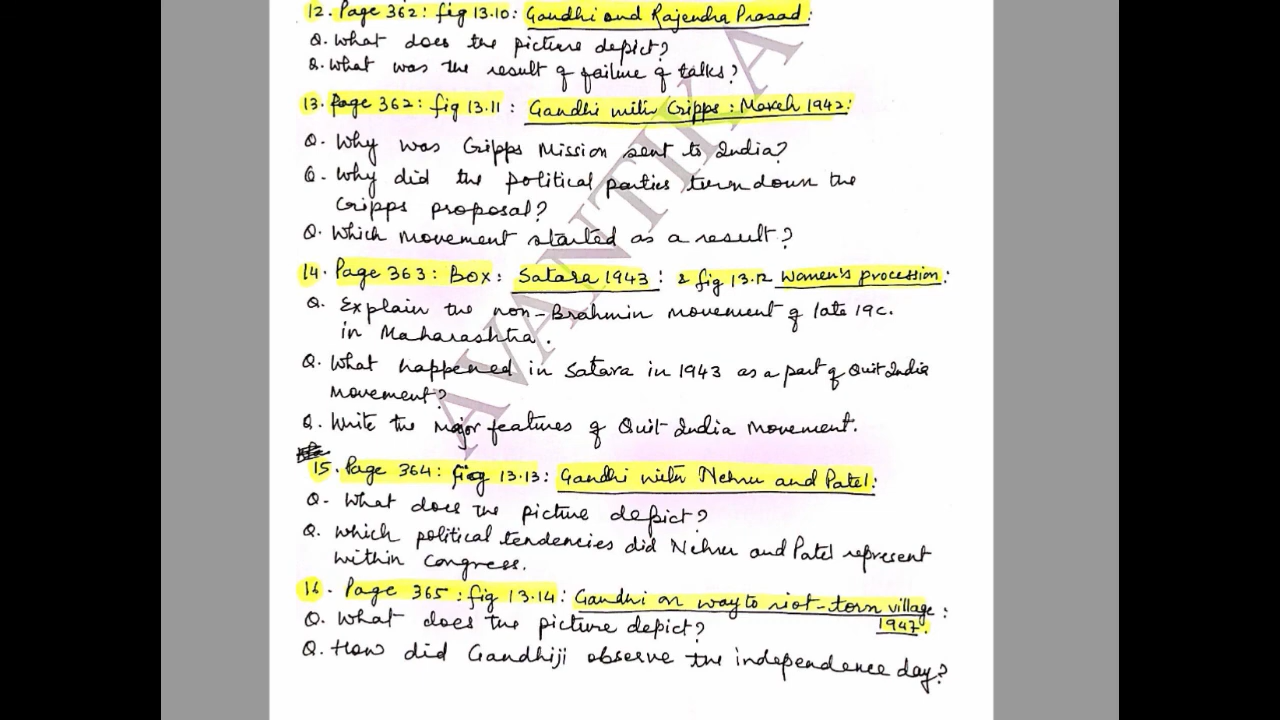 12. Page 362: fig 13.10: Gandhi and Rajendra Prasad:
Q. What does the picture depict?
Q. What was the result of failure of talks?
13. Page 362: fig 13.11: Gandhi with Cripps: March 1942:
Q. Why was Cripps Mission sent to India?
Q. Why did the political parties turn down the
Cripps proposal?
Q. Which movement started as a result?
14. Page 363: Box: Satara 1943: & fig 13.12 Women's procession:
Q. Explain the non-Brahmin movement of late 19c.
in Maharashtra.
Q. What happened in Satara in 1943 as a part of Quit India
Movement?
Q. Write the major features of Quit-India Movement.
15. Page 364: fig 13.13: Gandhi with Nehru and Patel:
Q- What does the picture depict?
Q. Which political tendencies did Nehru and Patel represent
within Congress.
16. Page 365: fig 13.14: Gandhi on way to riot-torn village:
1947.
Q. What does the picture depict?
Q. How did Gandhiji observe the independence day?
AVANTIKA